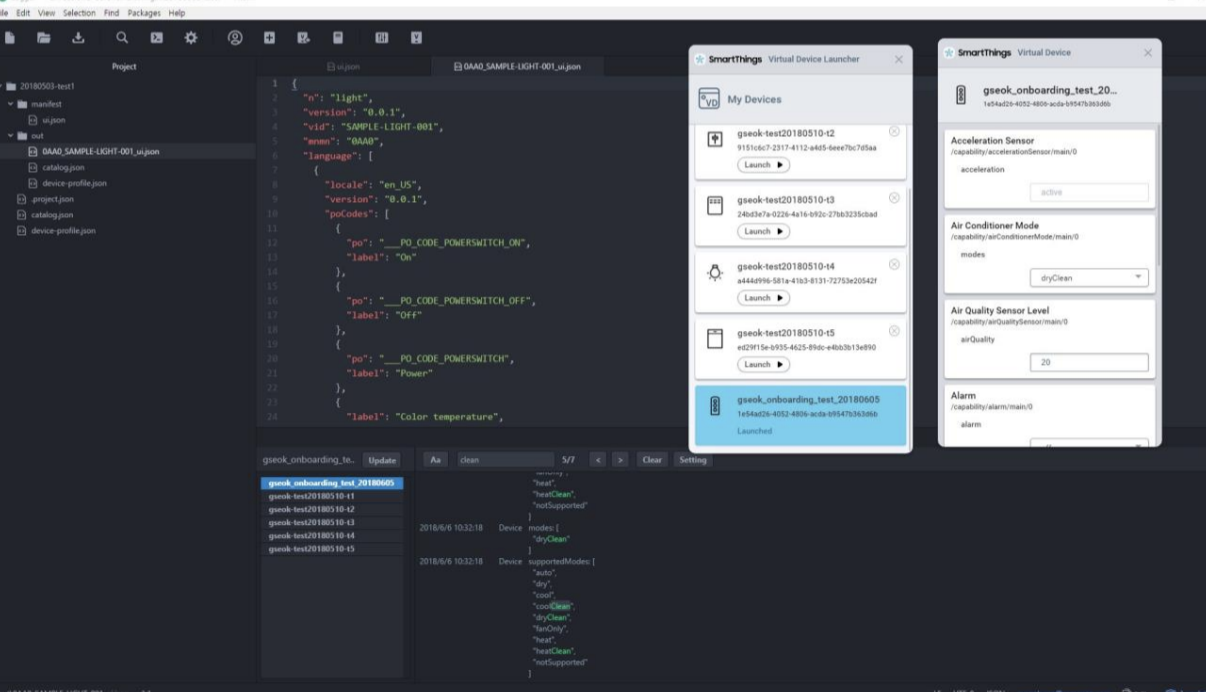 ile Edit View Selection Find Packages Help
Project
20180503-test1
manifest
ui.json
out
0AA0_SAMPLE-LIGHT-001_ui.json
catalog.json
device-profile.json
.project.json
catalog.json
device-profile.json
ui.json
0AA0_SAMPLE-LIGHT-001_ui.json
1 {
2 "n": "light",
3 "version": "0.0.1",
4 "vid": "SAMPLE-LIGHT-001",
5 "mnmn": "0AA0",
6 "language": [
7 {
8 "locale": "en_US",
9 "version": "0.0.1",
10 "poCodes": [
11 {
12 "po": "___PO_CODE_POWERSWITCH_ON",
13 "label": "On"
14 },
15 {
16 "po": "___PO_CODE_POWERSWITCH_OFF",
17 "label": "Off"
18 },
19 {
20 "po": "___PO_CODE_POWERSWITCH",
21 "label": "Power"
22 },
23 {
24 "label": "Color temperature",
gseok_onboarding_te.. Update
Aa clean 5/7 < > Clear Setting
gseok_onboarding_test_20180605
gseok-test20180510-t1
gseok-test20180510-t2
gseok-test20180510-t3
gseok-test20180510-t4
gseok-test20180510-t5
"heat",
"heatClean",
"notSupported"
]
2018/6/6 10:32:18 Device modes: [
"dryClean"
]
2018/6/6 10:32:18 Device supportedModes: [
"auto",
"dry",
"cool",
"coolClean",
"dryClean",
"fanOnly",
"heat",
"heatClean",
"notSupported"
]
SmartThings Virtual Device Launcher
VD My Devices
gseok-test20180510-t2
9151c6c7-2317-4112-a4d5-6eee7bc7d5aa
Launch
gseok-test20180510-t3
24bd3e7a-0226-4a16-b92c-27bb3235cbad
Launch
gseok-test20180510-t4
a444d996-581a-41b3-8131-72753e20542f
Launch
gseok-test20180510-t5
ed29f15e-b935-4625-89dc-e4bb5b13e890
Launch
gseok_onboarding_test_20180605
1e54ad26-4052-4806-acda-b9547b363d6b
Launched
SmartThings Virtual Device
gseok_onboarding_test_20...
1e54ad26-4052-4806-acda-b9547b363d6b
Acceleration Sensor
/capability/accelerationSensor/main/0
acceleration
active
Air Conditioner Mode
/capability/airConditionerMode/main/0
modes
dryClean
Air Quality Sensor Level
/capability/airQualitySensor/main/0
airQuality
20
Alarm
/capability/alarm/main/0
alarm